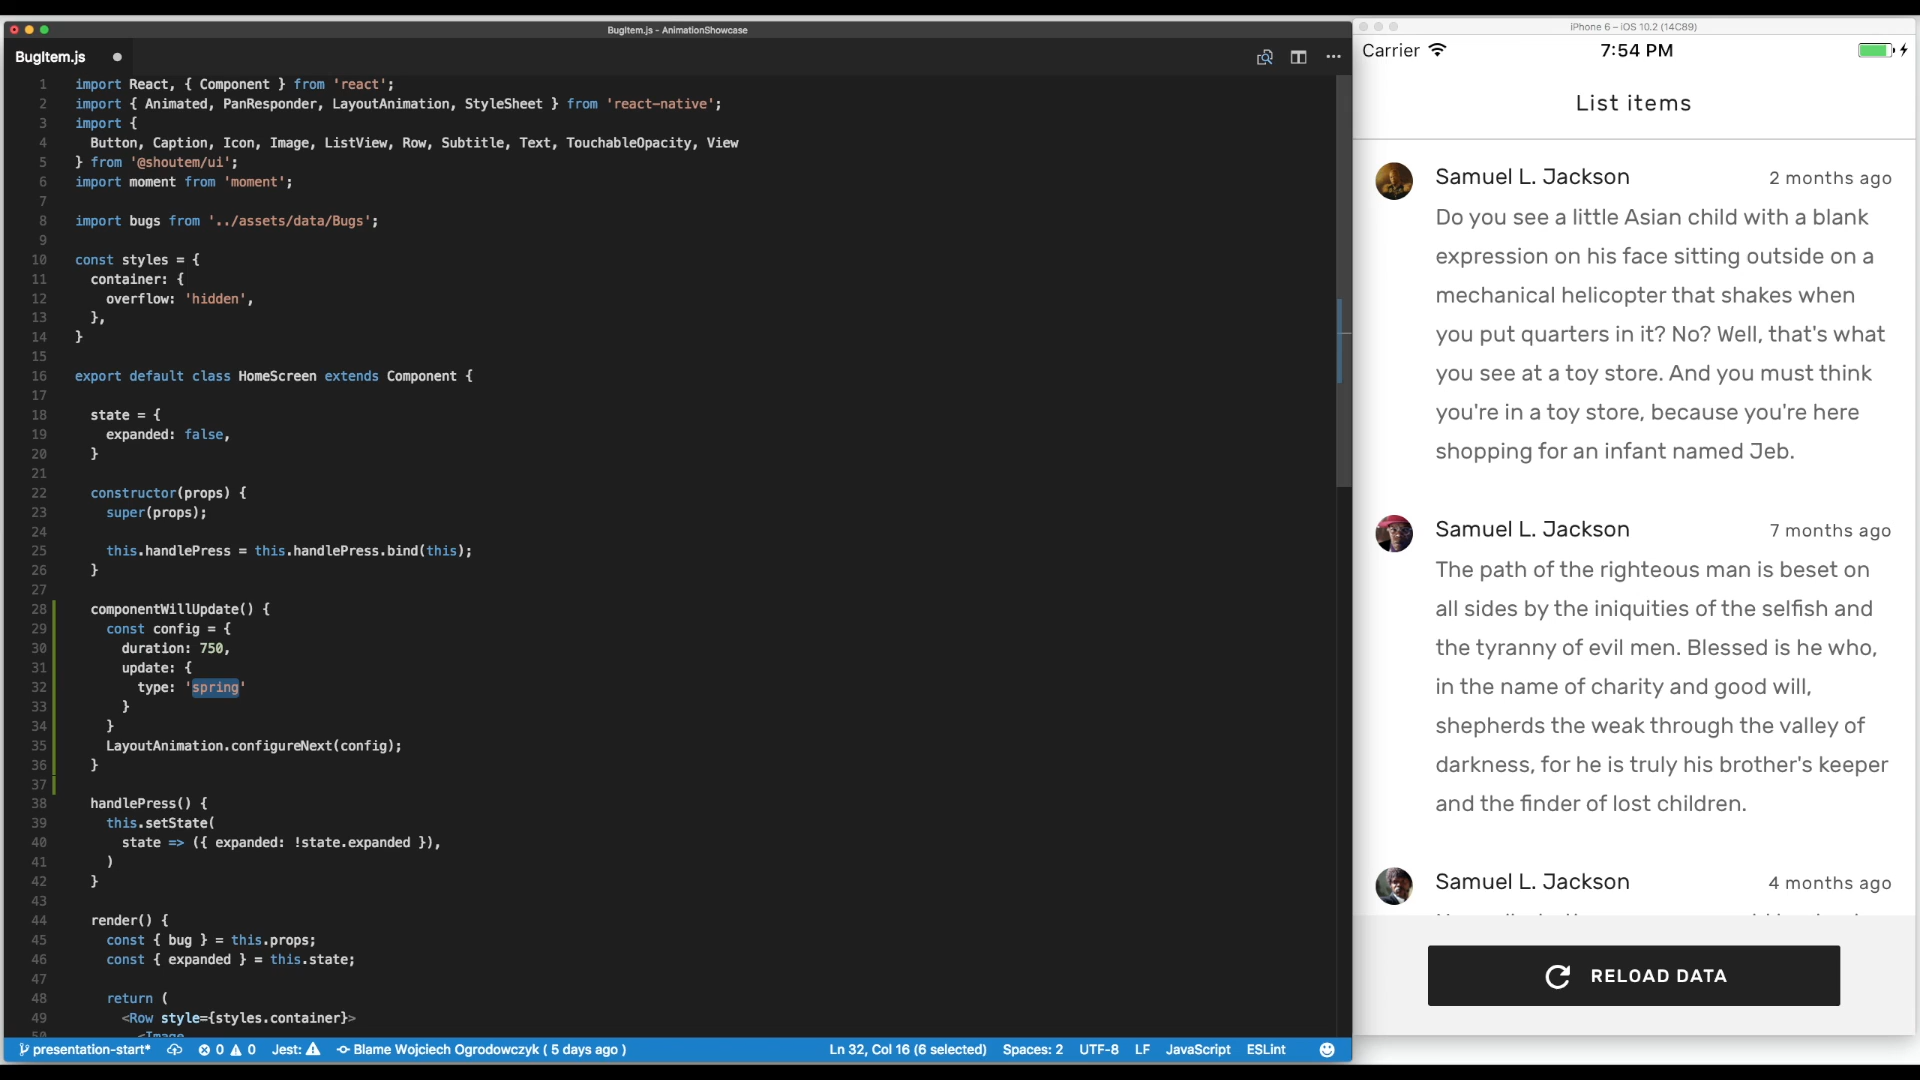 BugItem.js - AnimationShowcase
BugItem.js
1 import React, { Component } from 'react';
2 import { Animated, PanResponder, LayoutAnimation, StyleSheet } from 'react-native';
3 import {
4 Button, Caption, Icon, Image, ListView, Row, Subtitle, Text, TouchableOpacity, View
5 } from '@shoutem/ui';
6 import moment from 'moment';
7
8 import bugs from '../assets/data/Bugs';
9
10 const styles = {
11 container: {
12 overflow: 'hidden',
13 },
14 }
15
16 export default class HomeScreen extends Component {
17
18 state = {
19 expanded: false,
20 }
21
22 constructor(props) {
23 super(props);
24
25 this.handlePress = this.handlePress.bind(this);
26 }
27
28 componentWillUpdate() {
29 const config = {
30 duration: 750,
31 update: {
32 type: 'spring'
33 }
34 }
35 LayoutAnimation.configureNext(config);
36 }
37
38 handlePress() {
39 this.setState(
40 state => ({ expanded: !state.expanded }),
41 )
42 }
43
44 render() {
45 const { bug } = this.props;
46 const { expanded } = this.state;
47
48 return (
49 <Row style={styles.container}>
50 <Image
presentation-start* 0 0 Jest: Blame Wojciech Ogrodowczyk ( 5 days ago ) Ln 32, Col 16 (6 selected) Spaces: 2 UTF-8 LF JavaScript ESLint
iPhone 6 – iOS 10.2 (14C89)
Carrier 7:54 PM
List items
Samuel L. Jackson 2 months ago
Do you see a little Asian child with a blank
expression on his face sitting outside on a
mechanical helicopter that shakes when
you put quarters in it? No? Well, that's what
you see at a toy store. And you must think
you're in a toy store, because you're here
shopping for an infant named Jeb.
Samuel L. Jackson 7 months ago
The path of the righteous man is beset on
all sides by the iniquities of the selfish and
the tyranny of evil men. Blessed is he who,
in the name of charity and good will,
shepherds the weak through the valley of
darkness, for he is truly his brother's keeper
and the finder of lost children.
Samuel L. Jackson 4 months ago
RELOAD DATA